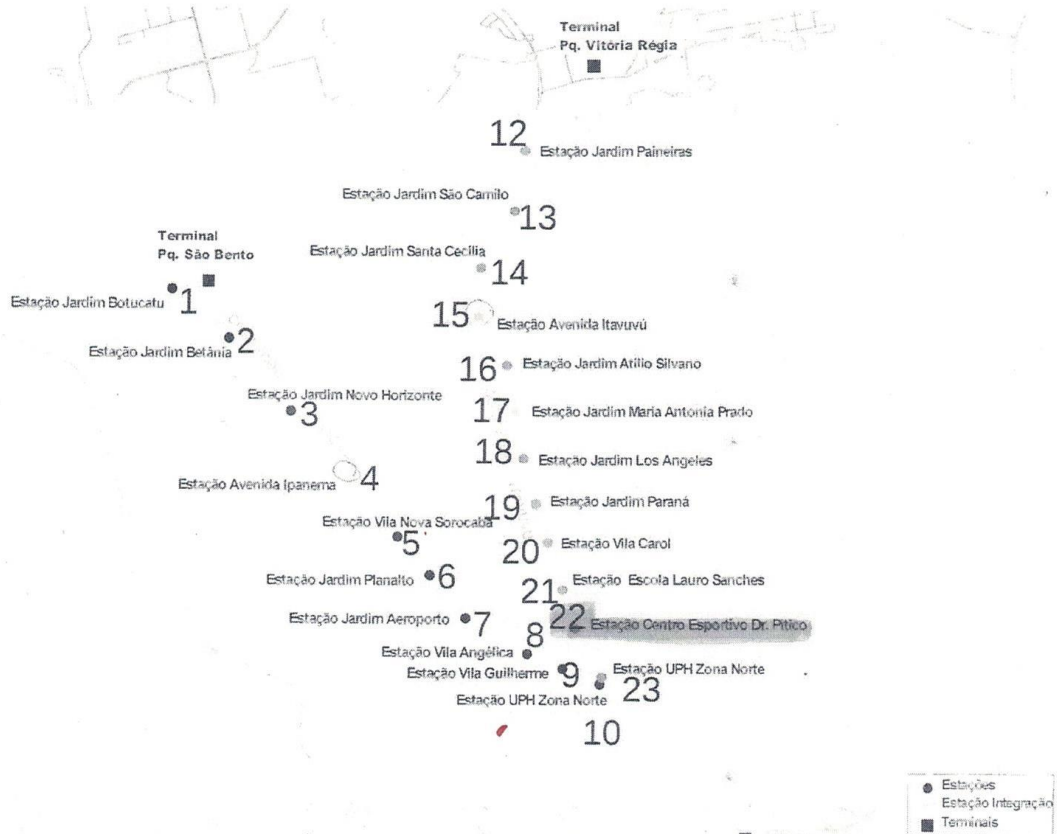 Terminal
Pq. Vitória Régia
12
Estação Jardim Paineiras
Estação Jardim São Camilo
13
Terminal
Pq. São Bento
Estação Jardim Santa Cecília
14
Estação Jardim Botucatu
1
15
Estação Avenida Itavuvú
Estação Jardim Betânia
2
16
Estação Jardim Atílio Silvano
Estação Jardim Novo Horizonte
3
17
Estação Jardim Maria Antonia Prado
18
Estação Jardim Los Angeles
Estação Avenida Ipanema
4
19
Estação Jardim Paraná
Estação Vila Nova Sorocaba
5
20
Estação Vila Carol
Estação Jardim Planalto
6
21
Estação Escola Lauro Sanches
Estação Jardim Aeroporto
7
22
Estação Centro Esportivo Dr. Pitico
8
Estação Vila Angélica
Estação Vila Guilherme
9
Estação UPH Zona Norte
23
Estação UPH Zona Norte
10
Estações
Estação Integração
Terminais